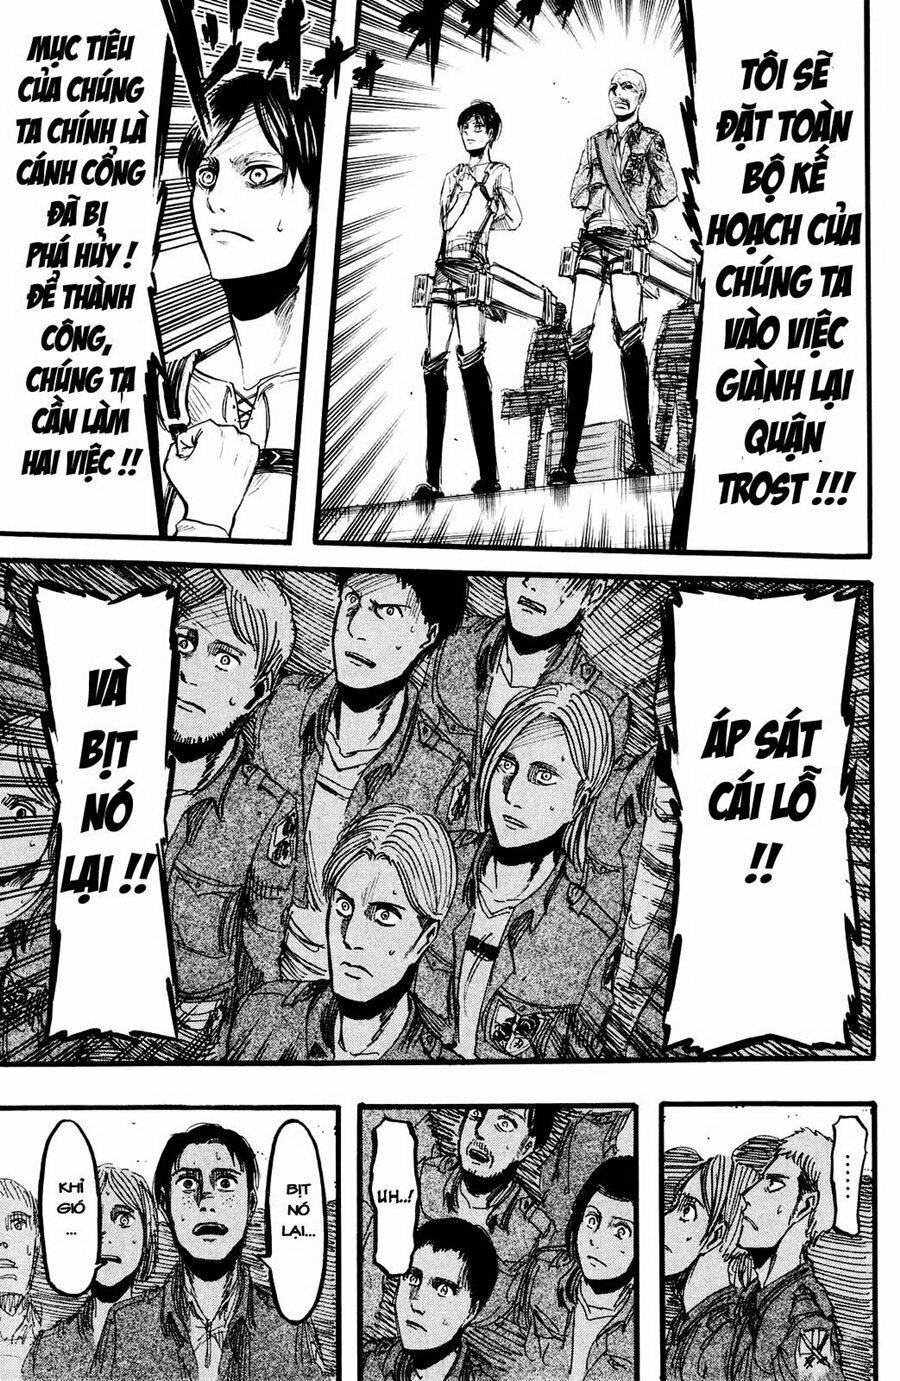 TÔI SẼ
ĐẶT TOÀN
BỘ KẾ
HOẠCH CỦA
CHÚNG TA
VÀO VIỆC
GIÀNH LẠI
QUẬN
TROST !!!
MỤC TIÊU
CỦA CHÚNG
TA CHÍNH LÀ
CÁNH CỔNG
ĐÃ BỊ
PHÁ HỦY !
ĐỂ THÀNH
CÔNG,
CHÚNG TA
CẦN LÀM
HAI VIỆC !!
ÁP SÁT
CÁI LỖ
!!
VÀ
BỊT
NÓ
LẠI !!
......
UH..!
BỊT
NÓ
LẠI...
KHỈ
GIÓ
...